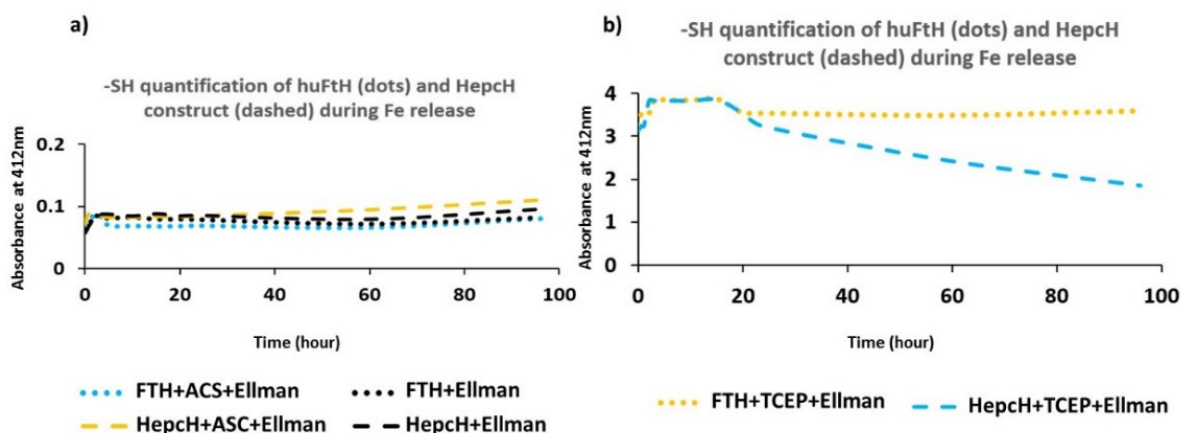 a)
-SH quantification of huFtH (dots) and HepcH
construct (dashed) during Fe release
Absorbance at 412nm
0.2
0.1
0
0 20 40 60 80 100
Time (hour)
FTH+ACS+Ellman FTH+Ellman
HepcH+ASC+Ellman HepcH+Ellman
b)
-SH quantification of huFtH (dots) and HepcH
construct (dashed) during Fe release
Absorbance at 412nm
4
3
2
1
0
0 20 40 60 80 100
Time (hour)
FTH+TCEP+Ellman HepcH+TCEP+Ellman